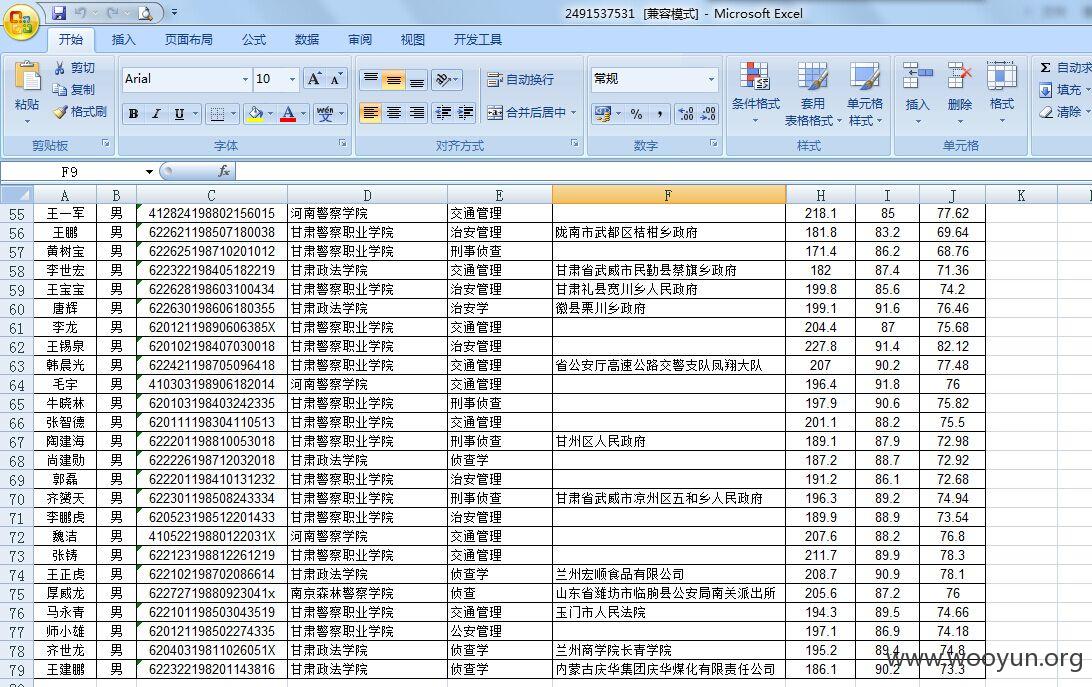 2491537531 [兼容模式] - Microsoft Excel
开始 插入 页面布局 公式 数据 审阅 视图 开发工具
粘贴 剪切 复制 格式刷 剪贴板
Arial 10 B I U 字体
自动换行 合并后居中 对齐方式
常规 % , 数字
条件格式 套用表格格式 单元格样式 样式
插入 删除 格式 单元格
Σ 自动求 填充 清除
F9 fx
A B C D E F H I J K
55 王一军 男 412824198802156015 河南警察学院 交通管理 218.1 85 77.62
56 王鹏 男 622621198507180038 甘肃警察职业学院 治安管理 陇南市武都区桔柑乡政府 181.8 83.2 69.64
57 黄树宝 男 622625198710201012 甘肃警察职业学院 刑事侦查 171.4 86.2 68.76
58 李世宏 男 622322198405182219 甘肃政法学院 交通管理 甘肃省武威市民勤县蔡旗乡政府 182 87.4 71.36
59 王宝宝 男 622628198603100434 甘肃警察职业学院 治安管理 甘肃礼县宽川乡人民政府 199.8 85.6 74.2
60 唐辉 男 622630198606180355 甘肃政法学院 治安学 徽县栗川乡政府 199.1 91.6 76.46
61 李龙 男 62012119890606385X 甘肃警察职业学院 交通管理 204.4 87 75.68
62 王锡泉 男 620102198407030018 甘肃警察职业学院 治安管理 227.8 91.4 82.12
63 韩晨光 男 622421198705096418 甘肃警察职业学院 交通管理 省公安厅高速公路交警支队凤翔大队 207 90.2 77.48
64 毛宇 男 410303198906182014 河南警察学院 交通管理 196.4 91.8 76
65 牛晓林 男 620103198403242335 甘肃警察职业学院 刑事侦查 197.9 90.6 75.82
66 张智德 男 620111198304110513 甘肃警察职业学院 交通管理 201.1 88.2 75.5
67 陶建海 男 622201198810053018 甘肃警察职业学院 刑事侦查 甘州区人民政府 189.1 87.9 72.98
68 尚建勋 男 622226198712032018 甘肃政法学院 侦查学 187.2 88.7 72.92
69 郭磊 男 622201198410131232 甘肃警察职业学院 治安管理 191.2 86.1 72.68
70 齐赟天 男 622301198508243334 甘肃警察职业学院 刑事侦查 甘肃省武威市凉州区五和乡人民政府 196.3 89.2 74.94
71 李鹏虎 男 620523198512201433 甘肃警察职业学院 治安管理 189.9 88.9 73.54
72 魏洁 男 41052219880122031X 河南警察学院 交通管理 207.6 88.2 76.8
73 张铸 男 622123198812261219 甘肃警察职业学院 交通管理 211.7 89.9 78.3
74 王正虎 男 622102198702086614 甘肃政法学院 侦查学 兰州宏顺食品有限公司 208.7 90.9 78.1
75 厚威龙 男 62272719880923041x 南京森林警察学院 侦查 山东省潍坊市临朐县公安局南关派出所 205.6 87.2 76
76 马永青 男 622101198503043519 甘肃警察职业学院 交通管理 玉门市人民法院 194.3 89.5 74.66
77 师小雄 男 620121198502274335 甘肃警察职业学院 公安管理 197.1 86.9 74.18
78 齐世龙 男 62040319811026051X 甘肃政法学院 侦查学 兰州商学院长青学院 195.2 89.4 74.8
79 王建鹏 男 622322198201143816 甘肃政法学院 侦查学 内蒙古庆华集团庆华煤化有限责任公司 186.1 90.2 73.3
www.wooyun.org